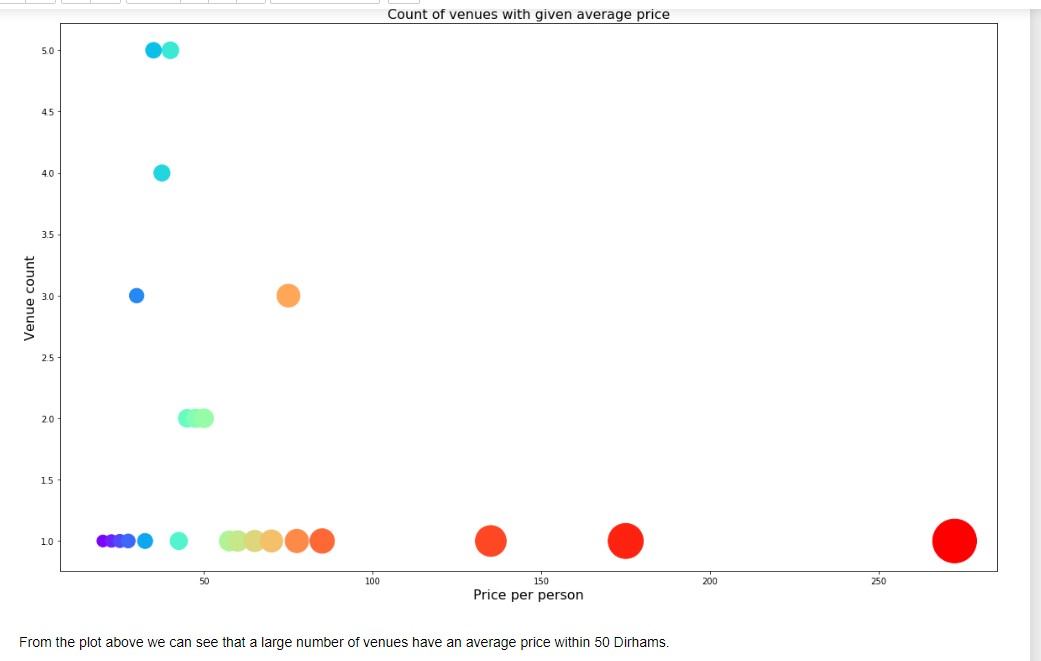 Count of venues with given average price
5.0
4.5
4.0
3.5
3.0
2.5
2.0
1.5
1.0
Venue count
50 100 150 200 250
Price per person
From the plot above we can see that a large number of venues have an average price within 50 Dirhams.